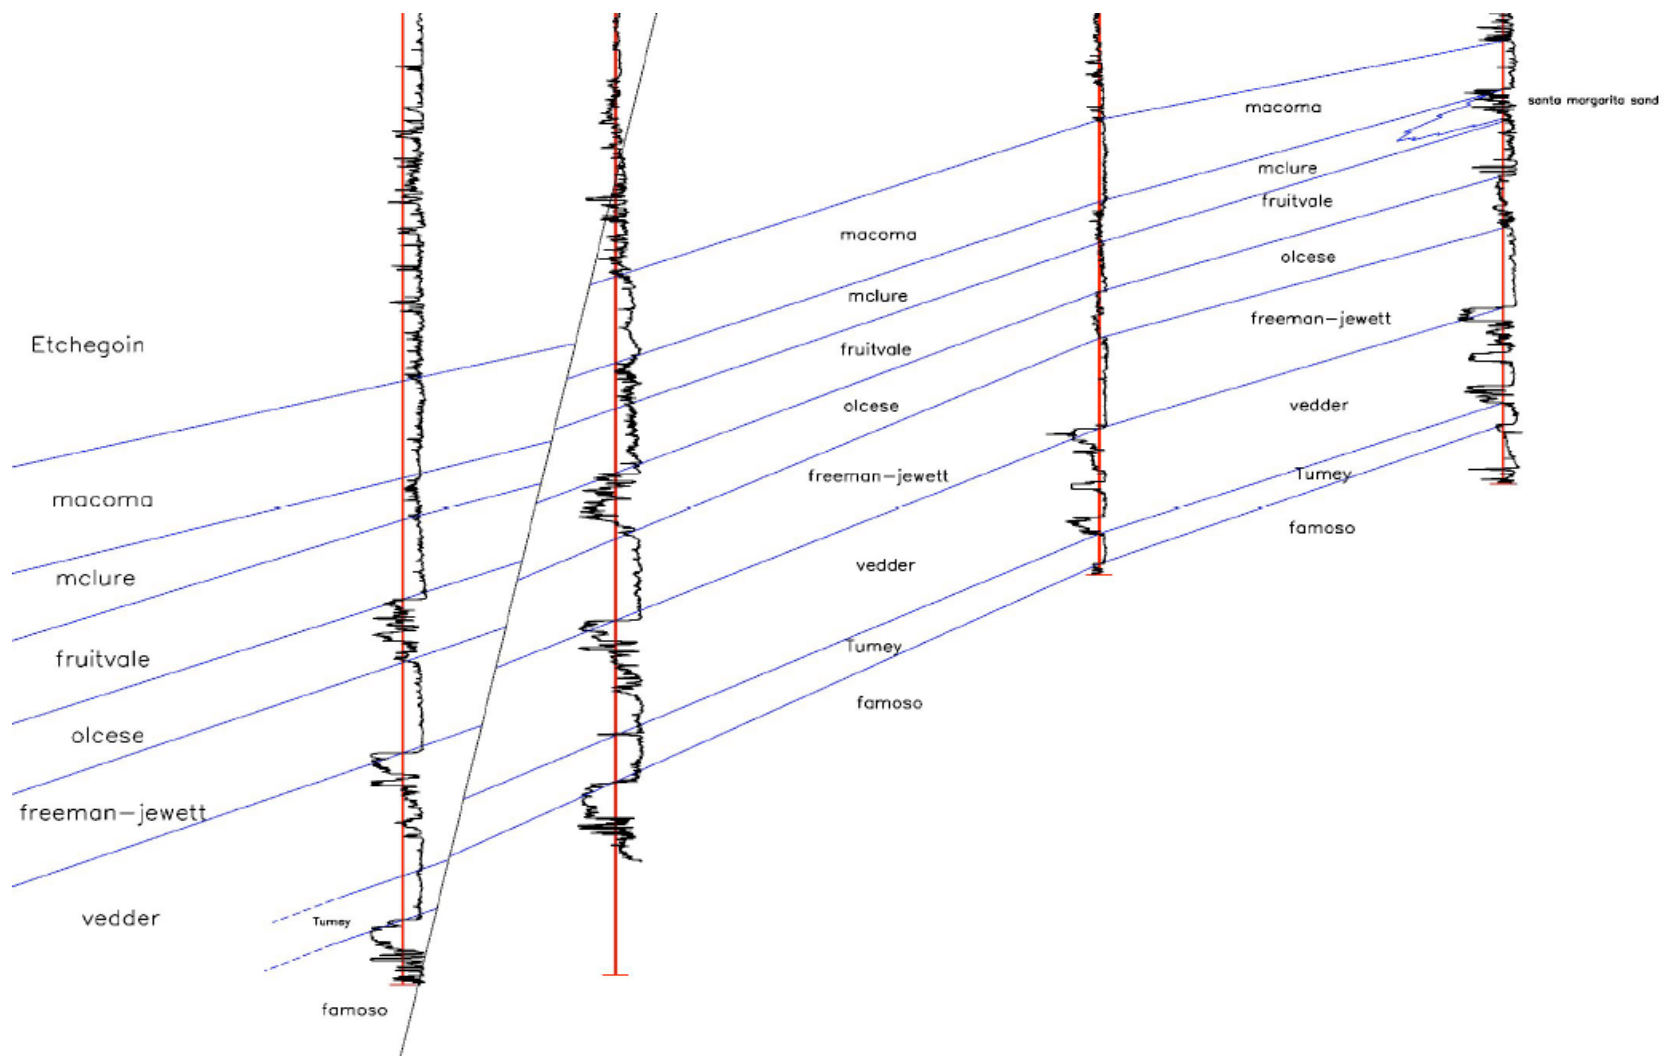 santa margarita sand
macoma
mclure
fruitvale
macoma
olcese
mclure
freeman-jewett
Etchegoin
fruitvale
olcese
vedder
freeman-jewett
Tumey
macoma
famoso
vedder
mclure
Tumey
fruitvale
famoso
olcese
freeman-jewett
vedder
Tumey
famoso